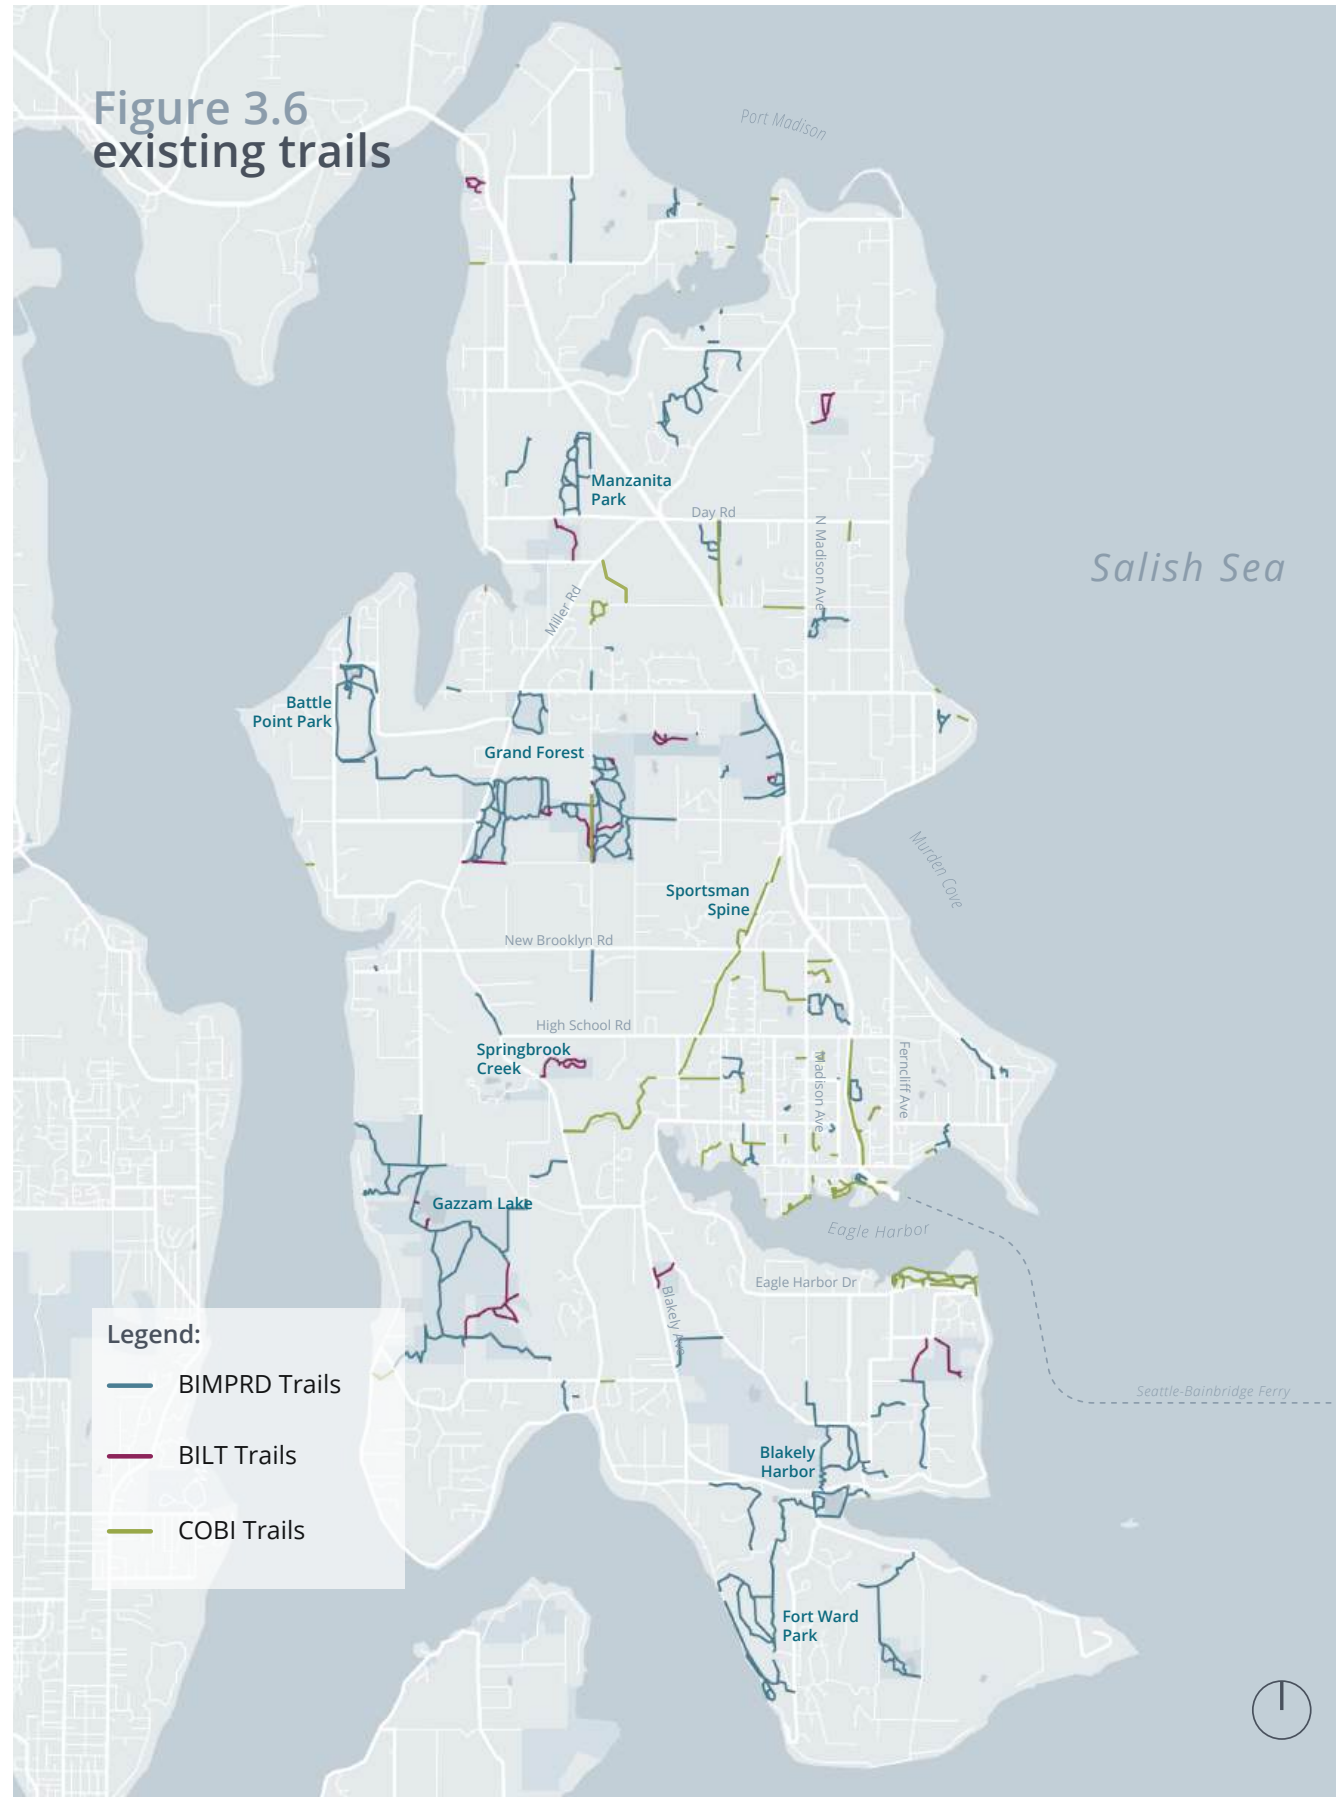 Figure 3.6
existing trails
Port Madison
Manzanita
Park
Day Rd
N Madison Ave
Salish Sea
Miller Rd
Battle
Point Park
Grand Forest
Murden Cove
Sportsman
Spine
New Brooklyn Rd
High School Rd
Springbrook
Creek
Madison Ave
Ferncliff Ave
Gazzam Lake
Eagle Harbor
Eagle Harbor Dr
Blakely Ave
Seattle-Bainbridge Ferry
Legend:
BIMPRD Trails
BILT Trails
COBI Trails
Blakely
Harbor
Fort Ward
Park